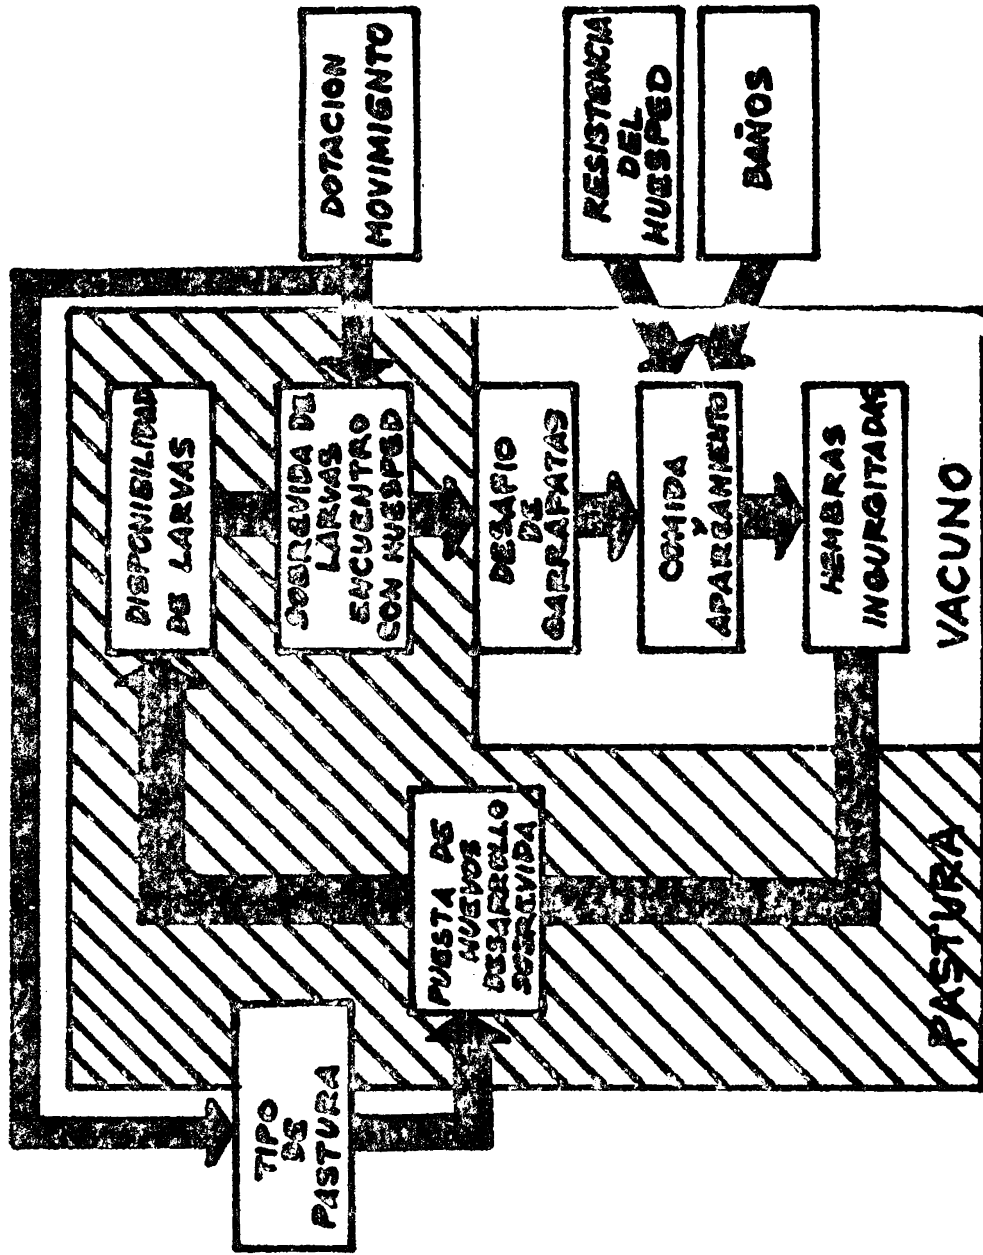 DISPONIBILIDAD
DE LARVAS
TIPO
DE
PASTURA
SOBREVIDA DE
LARVAS
ENCUENTRO
CON HUESPED
DOTACION
MOVIMIENTO
PUESTA DE
HUEVOS
DESARROLLO
SOBREVIDA
DESAFIO
DE
GARRAPATAS
RESISTENCIA
DEL
HUESPED
COMIDA
Y
APAREAMIENTO
BAÑOS
HEMBRAS
INGURGITADAS
PASTURA
VACUNO